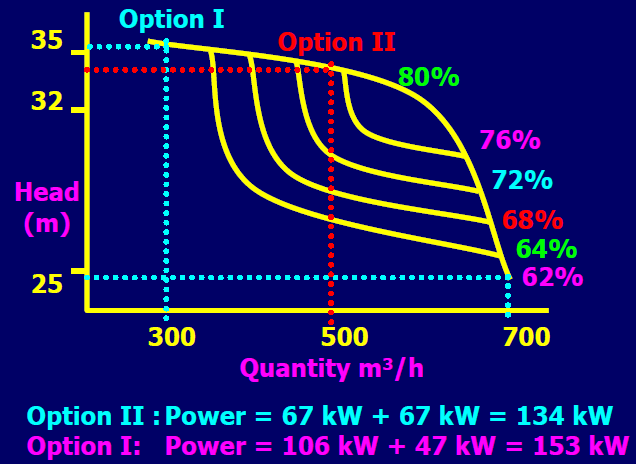 Option I
35
Option II
80%
32
76%
72%
Head
(m)
68%
64%
25
62%
300
500
700
Quantity m³/h
Option II : Power = 67 kW + 67 kW = 134 kW
Option I: Power = 106 kW + 47 kW = 153 kW